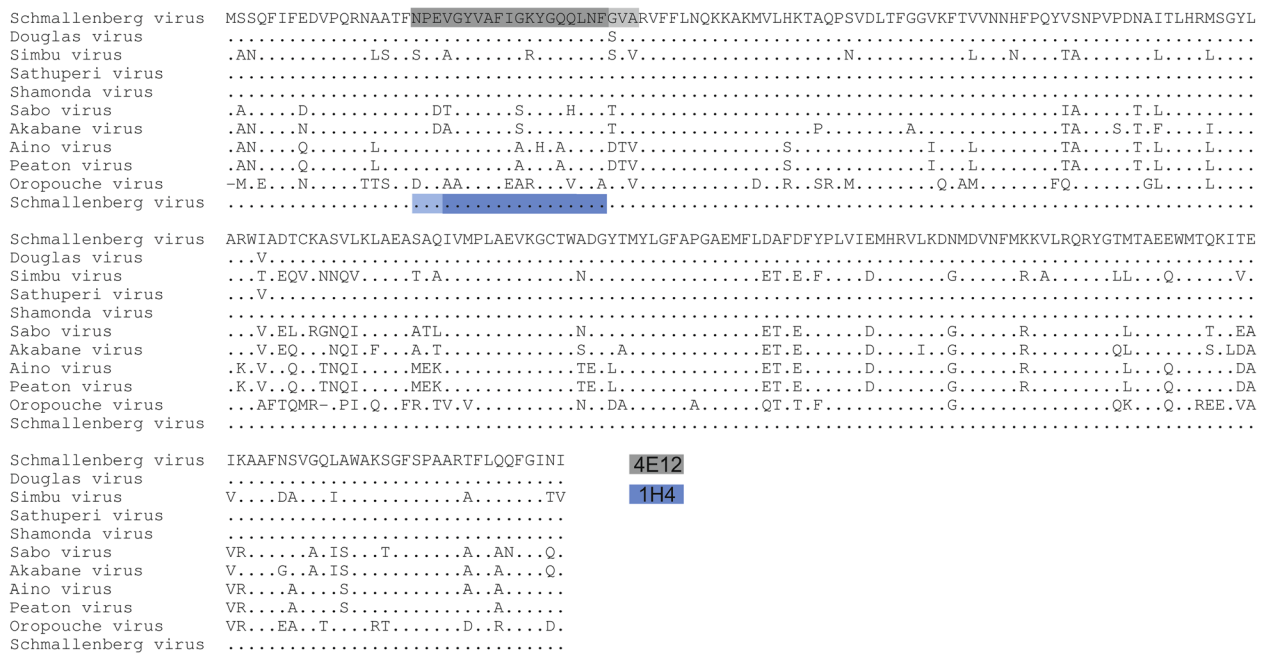 Schmallenberg virus MSSQFIFEDVPQRNAATFNPEVGYVAFIGKYGQQLNFGVARVFFLNQKKAKMVLHKTAQPSVDLTFGGVKFTVVNNHFPQYVSNPVPDNAITLHRMSGYL
Douglas virus .....................................S..............................................................
Simbu virus .AN...........LS..S..A.......R.......S.V....................N...........L...N....TA.......L....L....
Sathuperi virus ....................................................................................................
Shamonda virus ....................................................................................................
Sabo virus .A.....D............DT......S....H...T...........................................IA.....N.L.........
Akabane virus .AN....N............DA......S........T...................P........A..............TA...S.N.F....I....
Aino virus .AN....Q......L.............A.H.A....DTV..............H.............I...L........TA.....T.L....L....
Peaton virus .AN....Q......L.............A...A....DTV..............H.............I...L........TA.....T.L....L....
Oropouche virus –M.E...N.....TTS..D..AA....EAR...V..A..V...........D..R..SR.M........Q.AM.......FQ.......GL....L....
Schmallenberg virus ....................................................................................................
Schmallenberg virus ARWIADTCKASVLKLAEASAQIVMPLAEVKGCTWADGYTMYLGFAPGAEMFLDAFDFYPLVIEMHRVLKDNMDVNFMKKVLRQRYGTMTAEEWMTQKITE
Douglas virus ...V................................................................................................
Simbu virus ...T.EQV.NNQV.....T.A.............N.................ET.E.F....D.......G......R.A......LL...Q......V.
Sathuperi virus ...V................................................................................................
Shamonda virus ....................................................................................................
Sabo virus ...V.EL.RGNQI.....ATL.............N.................ET.E......D.......G......R.........L.......T..EA
Akabane virus ...V.EQ...NQI.F...A.T.............S...A.............ET.E......D....I..G......R........QL.......S.LDA
Aino virus .K.V..Q..TNQI.....MEK.............TE.L..............ET.E......D.......G......R.........L...Q......DA
Peaton virus .K.V..Q..TNQI.....MEK.............TE.L..............ET.E......D.......G......R.........L...Q......DA
Oropouche virus ...AFTQMR–.PI.Q..FR.TV.V..........N..DA......A......QT.T.F............G...............QK...Q..REE.VA
Schmallenberg virus ....................................................................................................
Schmallenberg virus IKAAFNSVGQLAWAKSGFSPAARTFLQQFGINI
Douglas virus .................................
Simbu virus V....DA...I............A.......TV
Sathuperi virus .................................
Shamonda virus .................................
Sabo virus VR......A.IS...T.......A..AN...Q.
Akabane virus V....G..A.IS...........A..A....Q.
Aino virus VR....A....S...........A.........
Peaton virus VR....A....S...........A.........
Oropouche virus VR...EA..T....RT.......D..R....D.
Schmallenberg virus .................................
4E12
1H4